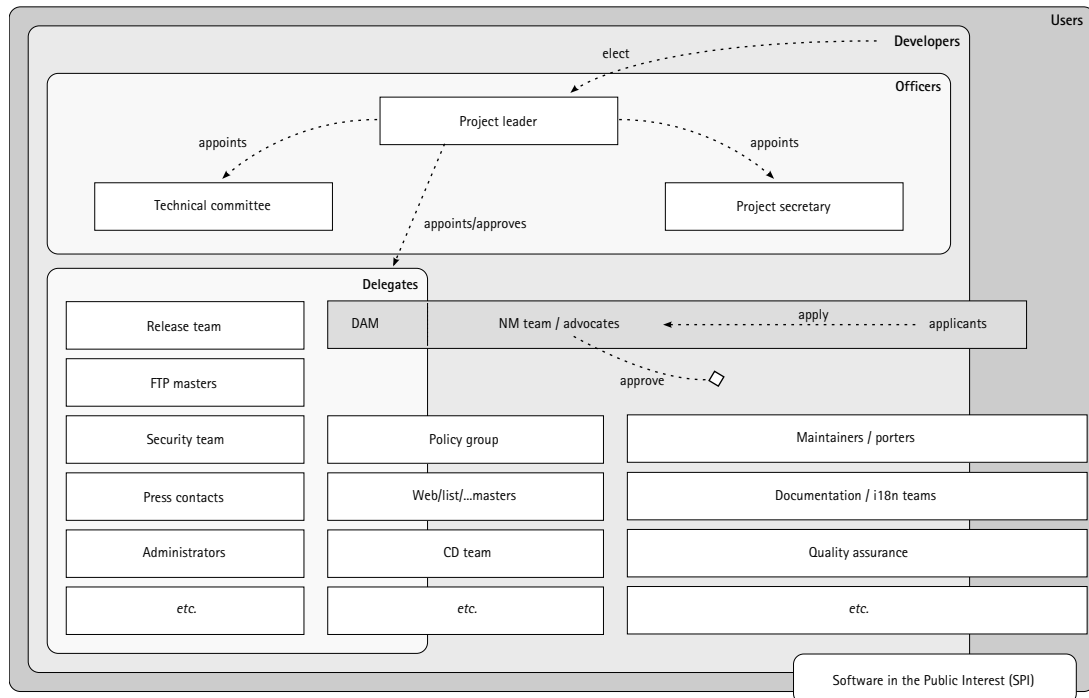 Users
Developers
elect
Officers
Project leader
appoints
appoints
Technical committee
Project secretary
appoints/approves
Delegates
Release team
DAM
NM team / advocates
apply
applicants
FTP masters
approve
Security team
Policy group
Maintainers / porters
Press contacts
Web/list/...masters
Documentation / i18n teams
Administrators
CD team
Quality assurance
etc.
etc.
etc.
Software in the Public Interest (SPI)